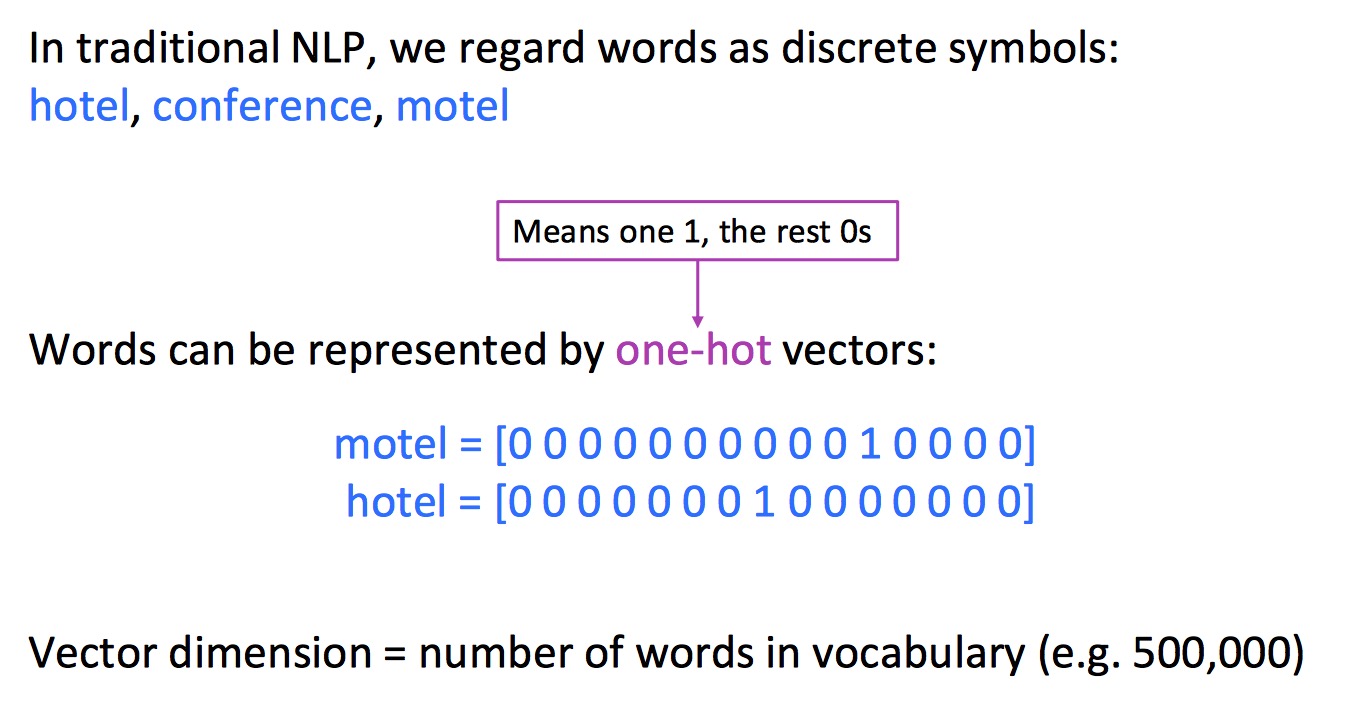 In traditional NLP, we regard words as discrete symbols:
hotel, conference, motel
Means one 1, the rest 0s
Words can be represented by one-hot vectors:
motel = [0 0 0 0 0 0 0 0 0 0 1 0 0 0 0]
hotel = [0 0 0 0 0 0 0 1 0 0 0 0 0 0 0]
Vector dimension = number of words in vocabulary (e.g. 500,000)